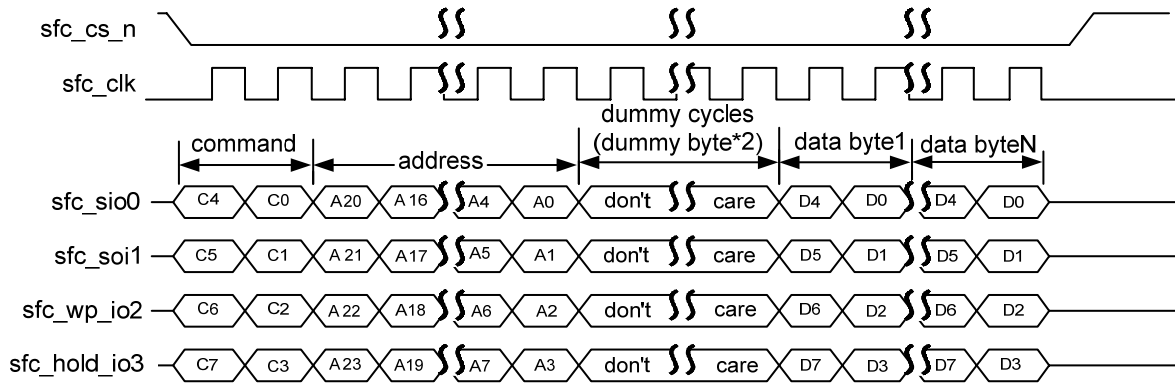 sfc_cs_n
sfc_clk
dummy cycles
command address (dummy byte*2) data byte1 data byteN
sfc_sio0 C4 C0 A20 A16 A4 A0 don't care D4 D0 D4 D0
sfc_soi1 C5 C1 A21 A17 A5 A1 don't care D5 D1 D5 D1
sfc_wp_io2 C6 C2 A22 A18 A6 A2 don't care D6 D2 D6 D2
sfc_hold_io3 C7 C3 A23 A19 A7 A3 don't care D7 D3 D7 D3